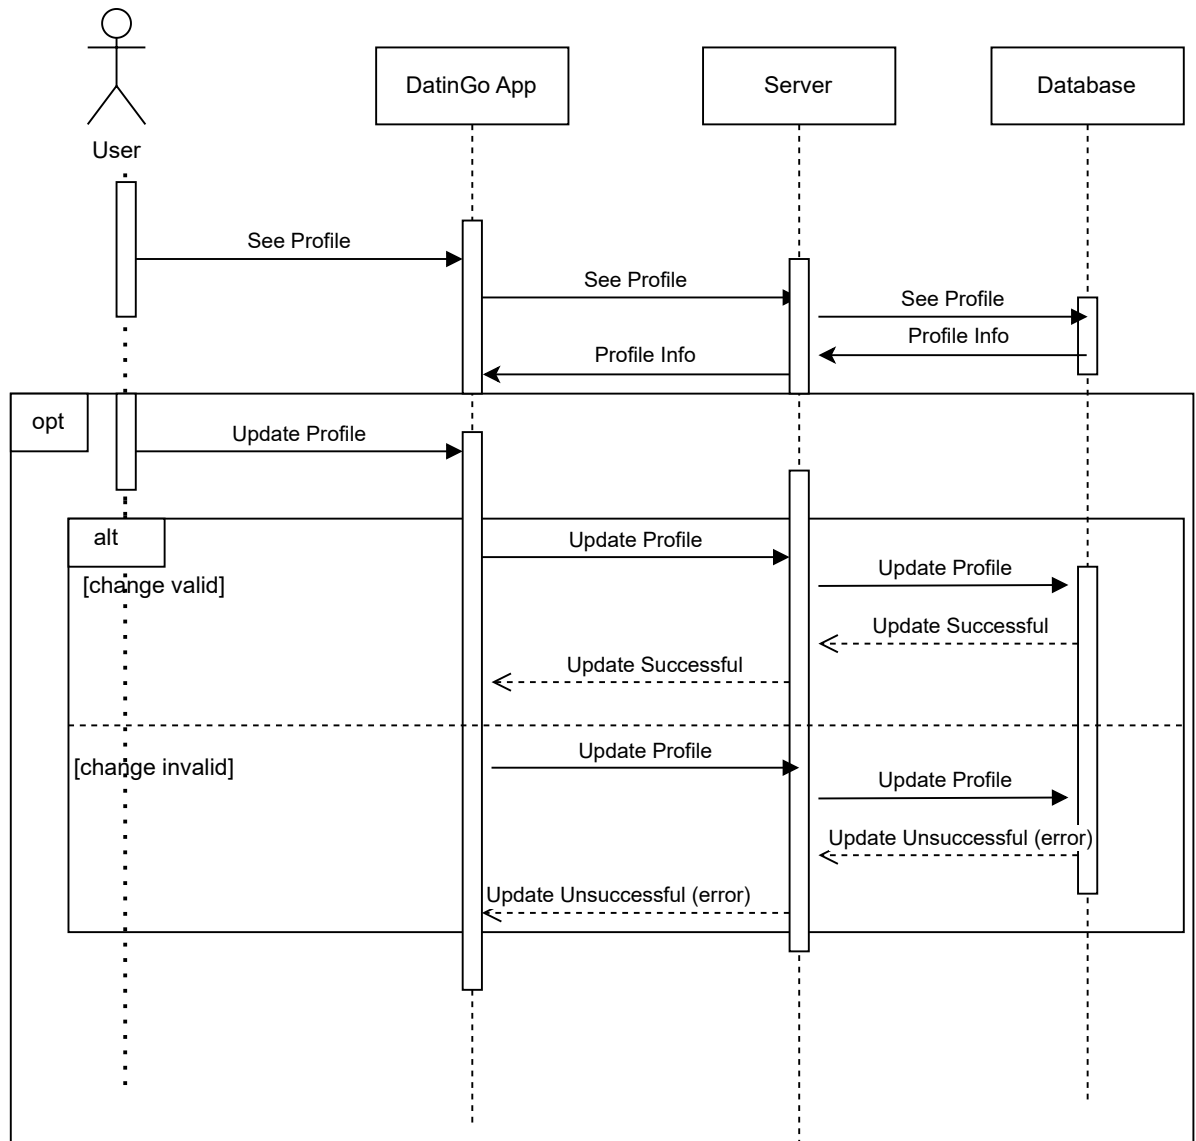 User
DatinGo App
Server
Database
See Profile
See Profile
See Profile
Profile Info
Profile Info
opt
Update Profile
alt
Update Profile
[change valid]
Update Profile
Update Successful
Update Successful
[change invalid]
Update Profile
Update Profile
Update Unsuccessful (error)
Update Unsuccessful (error)